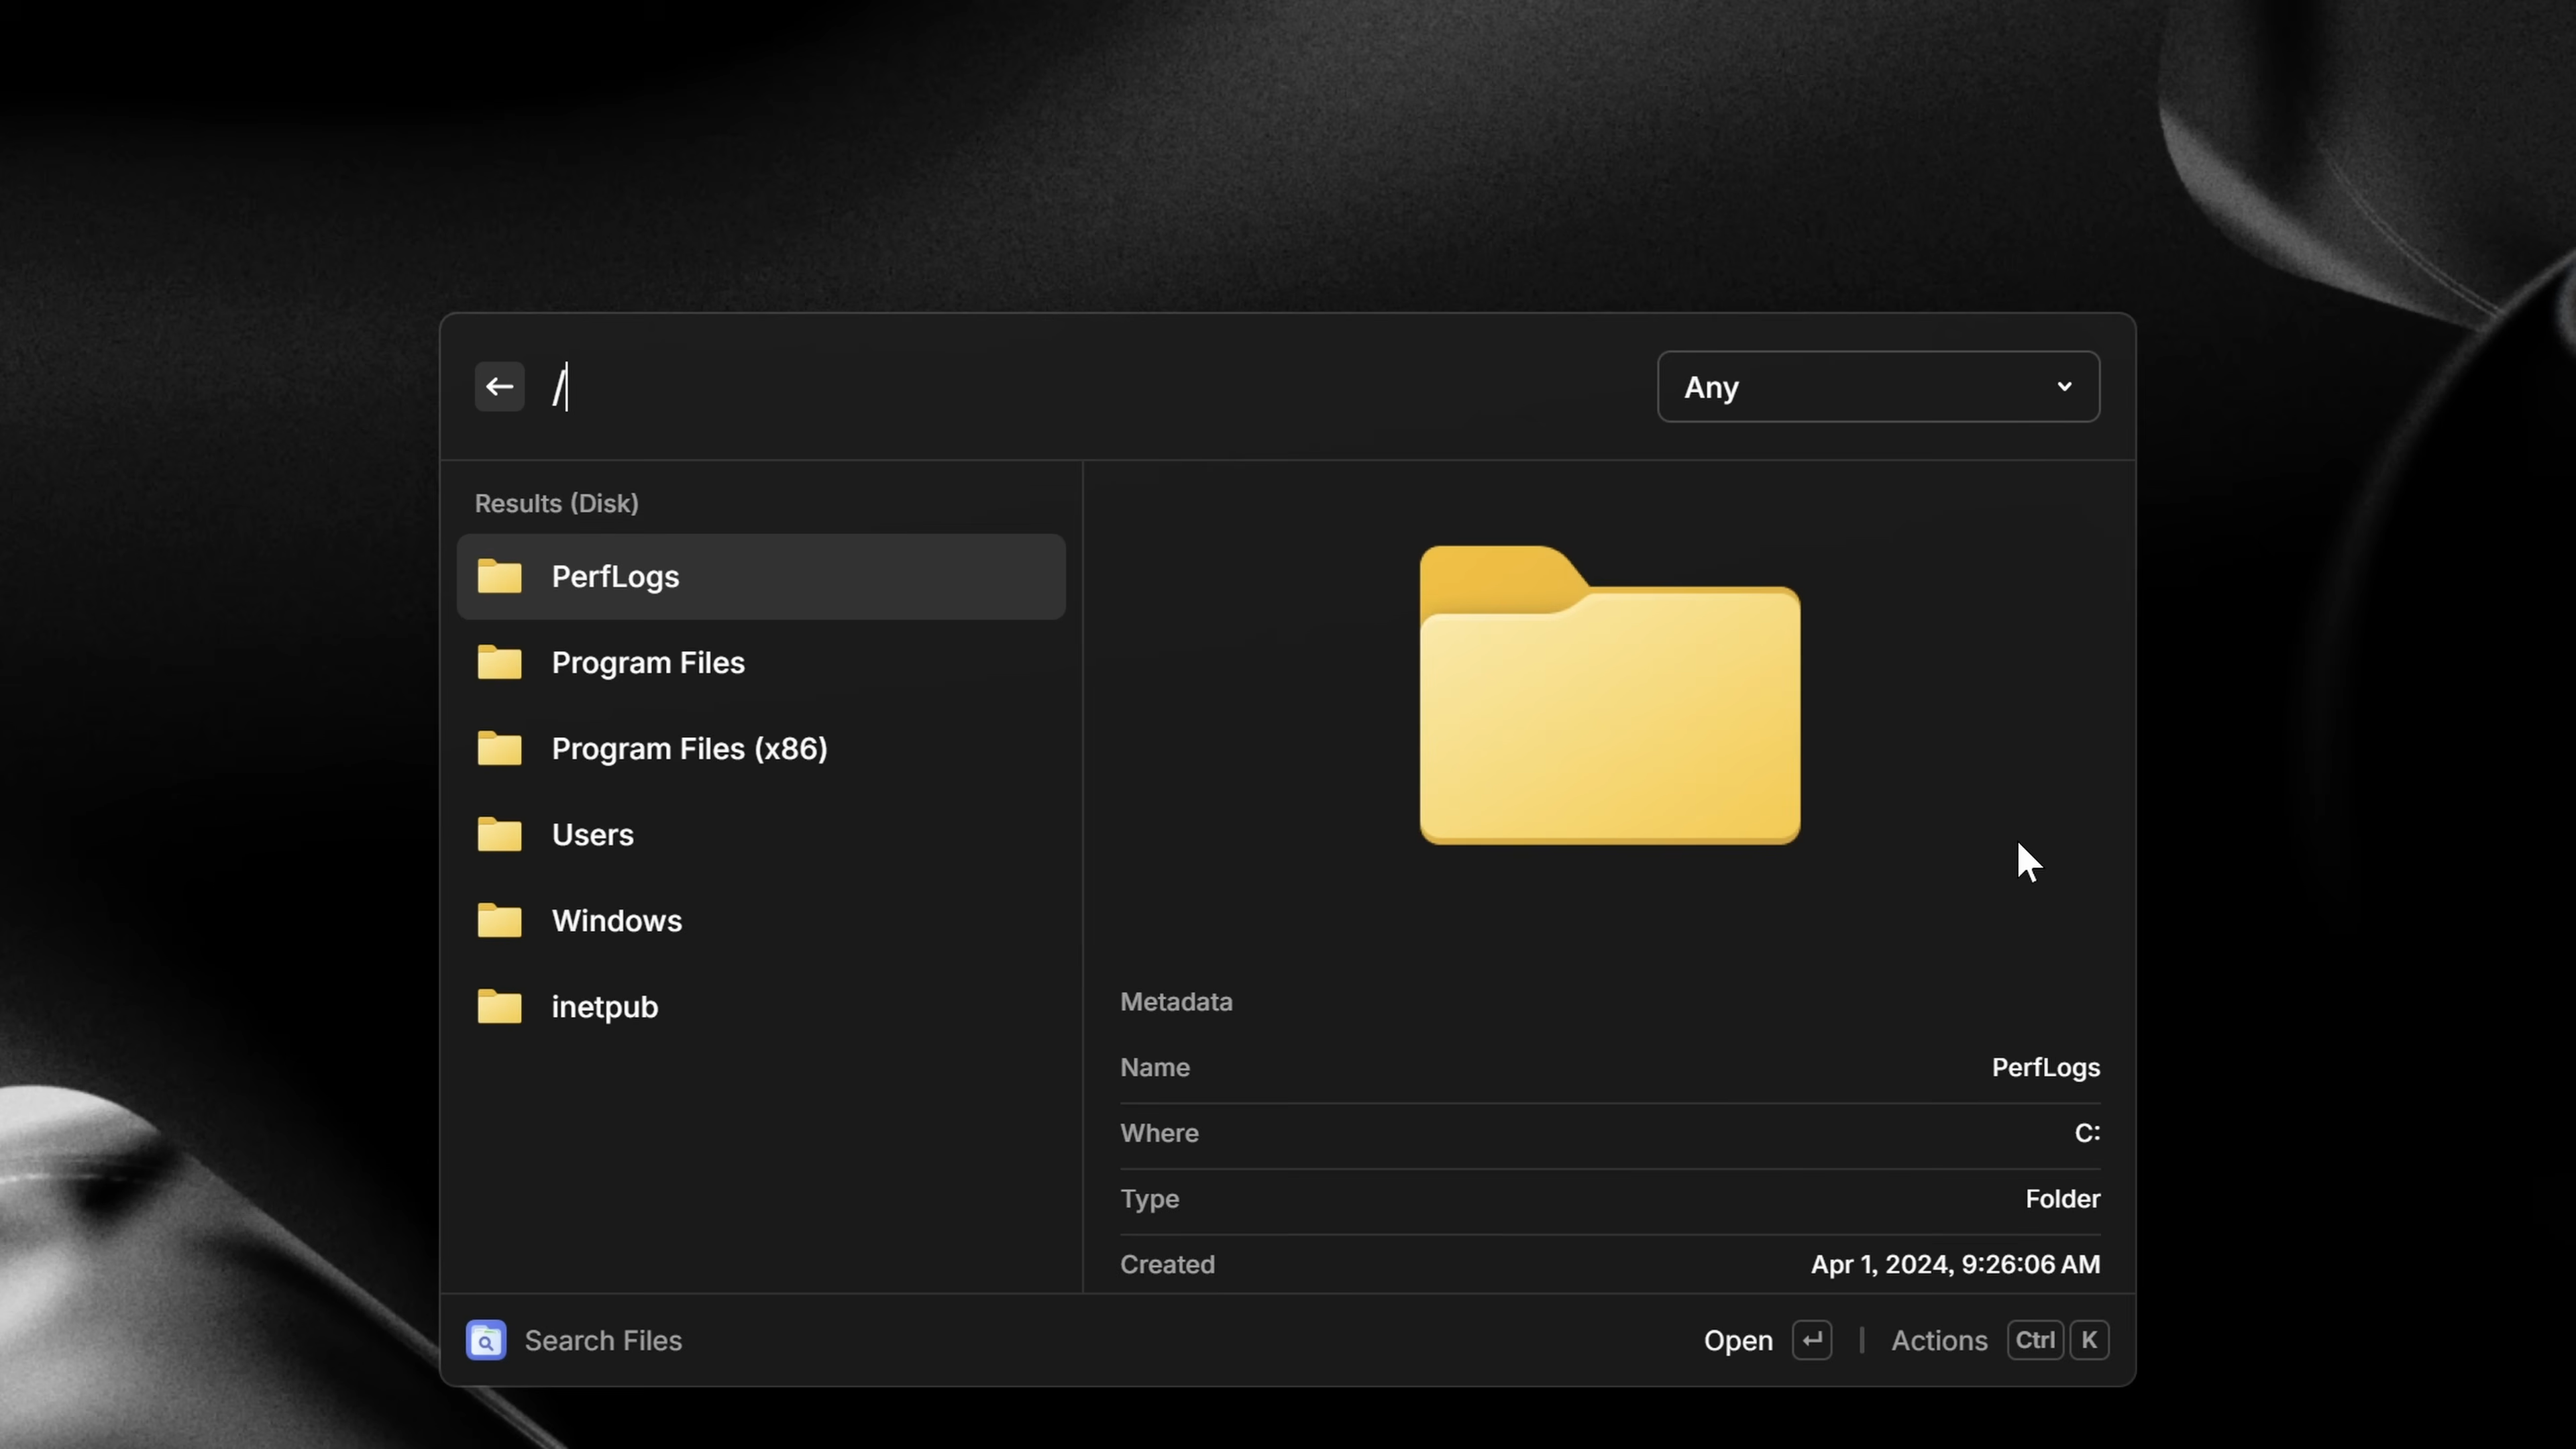 /
Any
Results (Disk)
PerfLogs
Program Files
Program Files (x86)
Users
Windows
inetpub
Metadata
Name PerfLogs
Where C:
Type Folder
Created Apr 1, 2024, 9:26:06 AM
Search Files
Open Actions Ctrl K